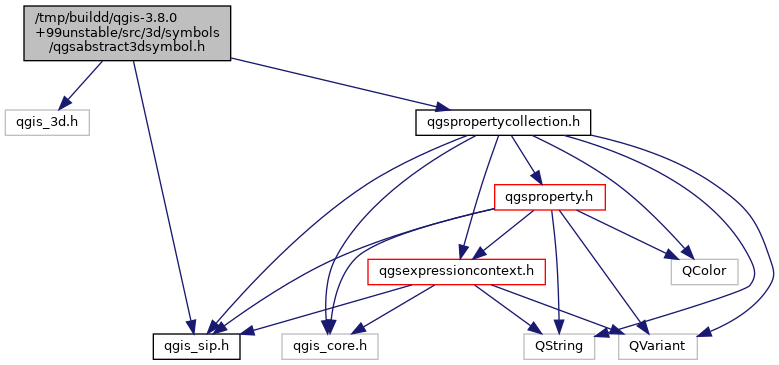 /tmp/buildd/qgis-3.8.0
+99unstable/src/3d/symbols
/qgsabstract3dsymbol.h
qgis_3d.h
qgspropertycollection.h
qgsproperty.h
qgsexpressioncontext.h
QColor
qgis_sip.h
qgis_core.h
QString
QVariant